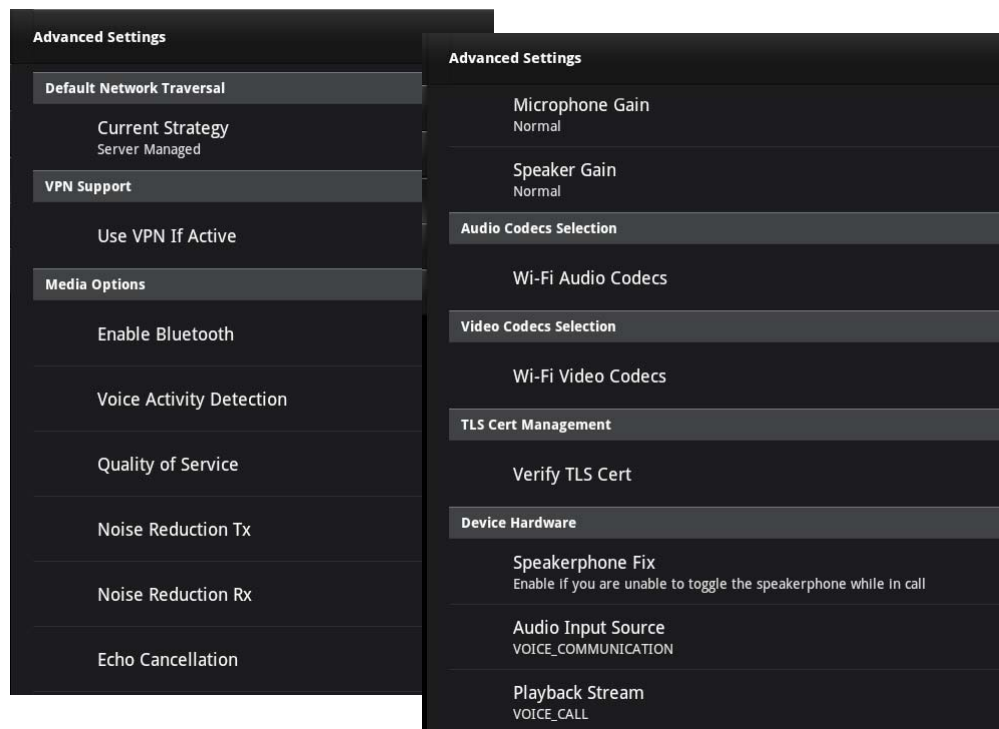 Advanced Settings
Default Network Traversal
Current Strategy
Server Managed
VPN Support
Use VPN If Active
Media Options
Enable Bluetooth
Voice Activity Detection
Quality of Service
Noise Reduction Tx
Noise Reduction Rx
Echo Cancellation
Advanced Settings
Microphone Gain
Normal
Speaker Gain
Normal
Audio Codecs Selection
Wi-Fi Audio Codecs
Video Codecs Selection
Wi-Fi Video Codecs
TLS Cert Management
Verify TLS Cert
Device Hardware
Speakerphone Fix
Enable if you are unable to toggle the speakerphone while in call
Audio Input Source
VOICE_COMMUNICATION
Playback Stream
VOICE_CALL